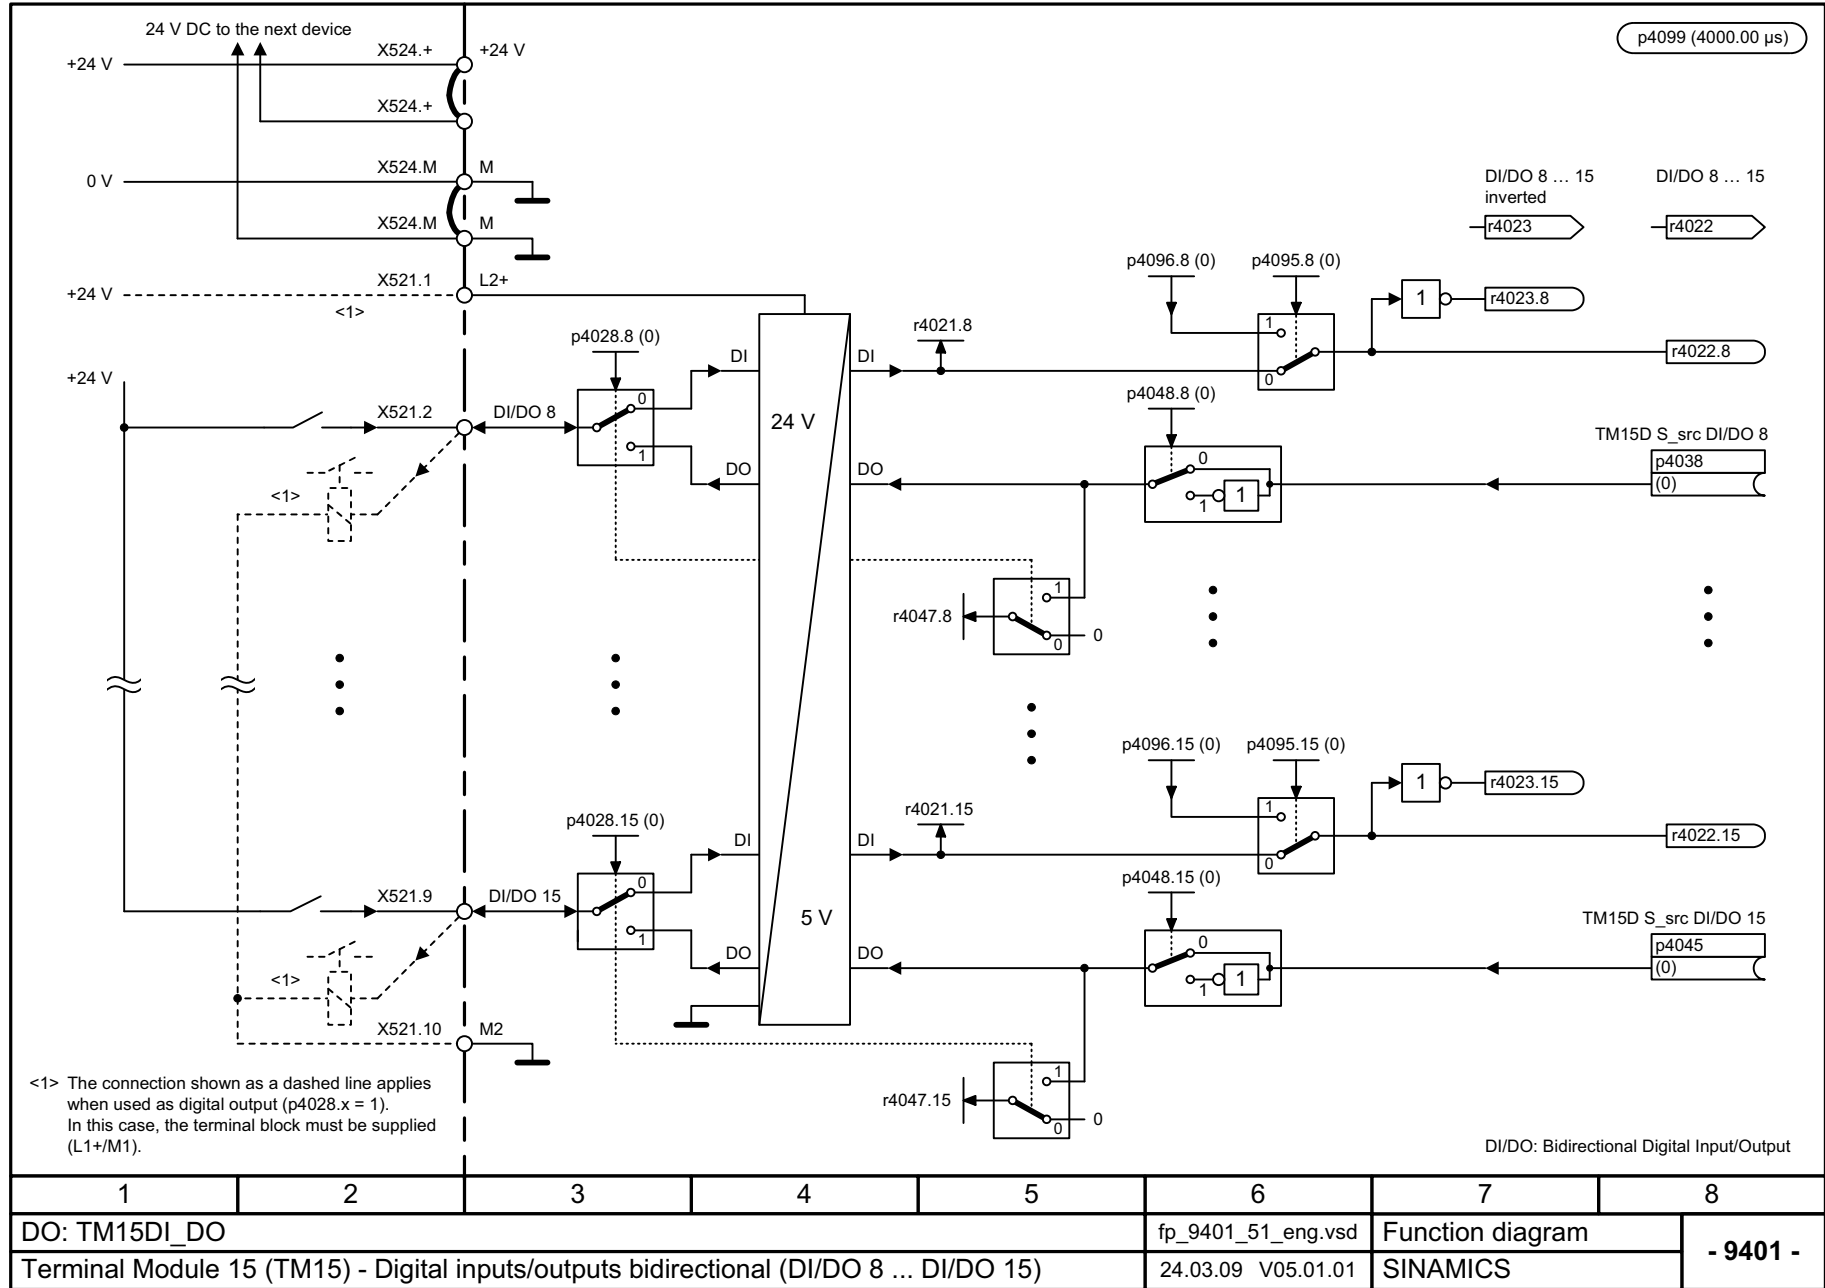 24 V DC to the next device
p4099 (4000.00 µs)
+24 V
X524.+
+24 V
X524.+
0 V
X524.M
M
X524.M
M
DI/DO 8 … 15 inverted
DI/DO 8 … 15
r4023
r4022
+24 V
X521.1
L2+
<1>
p4096.8 (0)
p4095.8 (0)
1
0
1
r4023.8
r4022.8
p4028.8 (0)
0
1
DI
DI
r4021.8
24 V
+24 V
X521.2
DI/DO 8
DO
DO
p4048.8 (0)
0
1
1
TM15D S_src DI/DO 8
p4038
(0)
<1>
r4047.8
1
0
0
p4096.15 (0)
p4095.15 (0)
1
0
1
r4023.15
r4022.15
p4028.15 (0)
0
1
DI
DI
r4021.15
5 V
X521.9
DI/DO 15
DO
DO
p4048.15 (0)
0
1
1
TM15D S_src DI/DO 15
p4045
(0)
<1>
X521.10
M2
r4047.15
1
0
0
<1> The connection shown as a dashed line applies
when used as digital output (p4028.x = 1).
In this case, the terminal block must be supplied
(L1+/M1).
DI/DO: Bidirectional Digital Input/Output
1 2 3 4 5 6 7 8
DO: TM15DI_DO
fp_9401_51_eng.vsd
Function diagram
- 9401 -
Terminal Module 15 (TM15) - Digital inputs/outputs bidirectional (DI/DO 8 ... DI/DO 15)
24.03.09 V05.01.01
SINAMICS